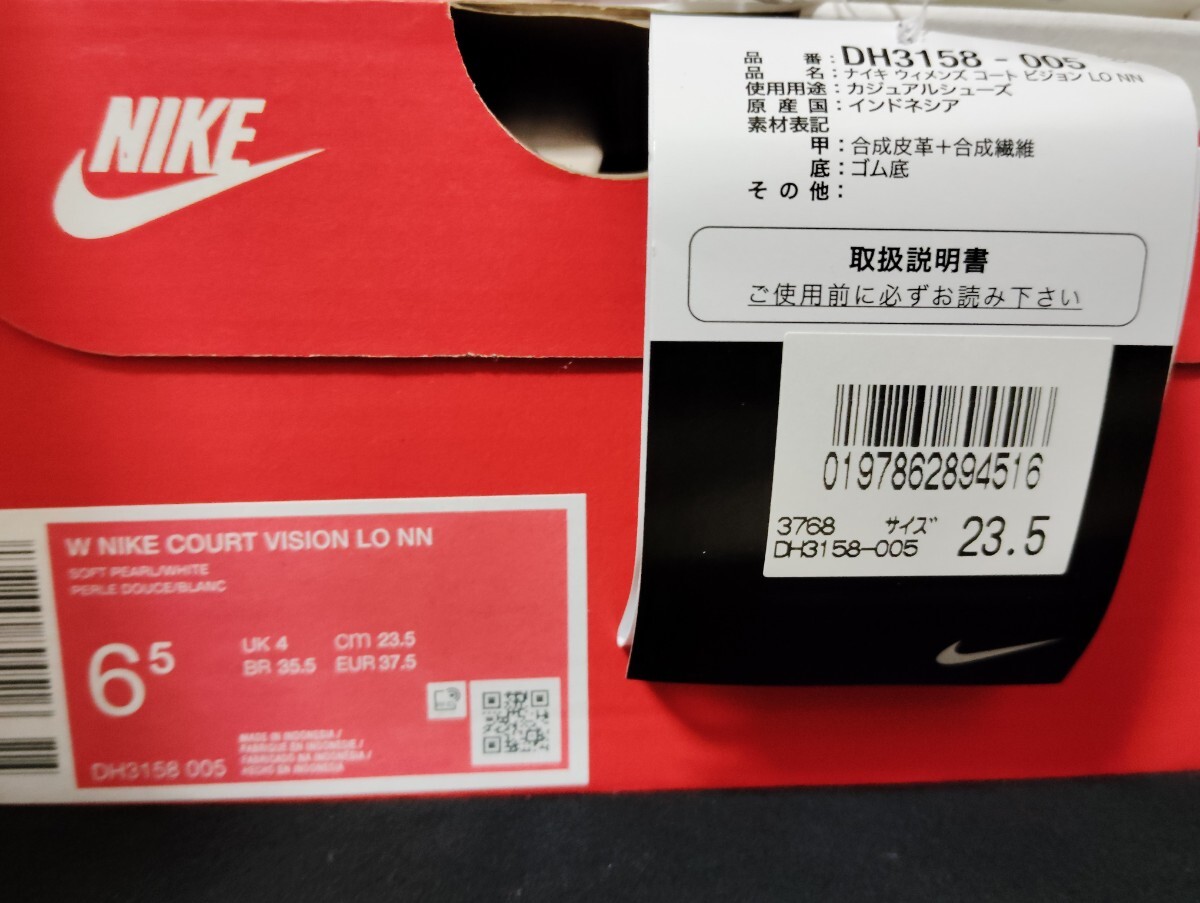 NIKE
W NIKE COURT VISION LO NN
SOFT PEARL/WHITE
PERLE DOUCE/BLANC
6 5
UK 4 cm 23.5
BR 35.5 EUR 37.5
MADE IN INDONESIA /
FABRIQUÉ EN INDONÉSIE /
FABRICADO NA INDONÉSIA /
HECHO EN INDONESIA
DH3158 005
品番:DH3158 - 005
品名:ナイキ ウィメンズ コート ビジョン LO NN
使用用途:カジュアルシューズ
原産国:インドネシア
素材表記
甲:合成皮革+合成繊維
底:ゴム底
その他:
取扱説明書
ご使用前に必ずお読み下さい
0197862894516
3768 サイズ 23.5
DH3158-005